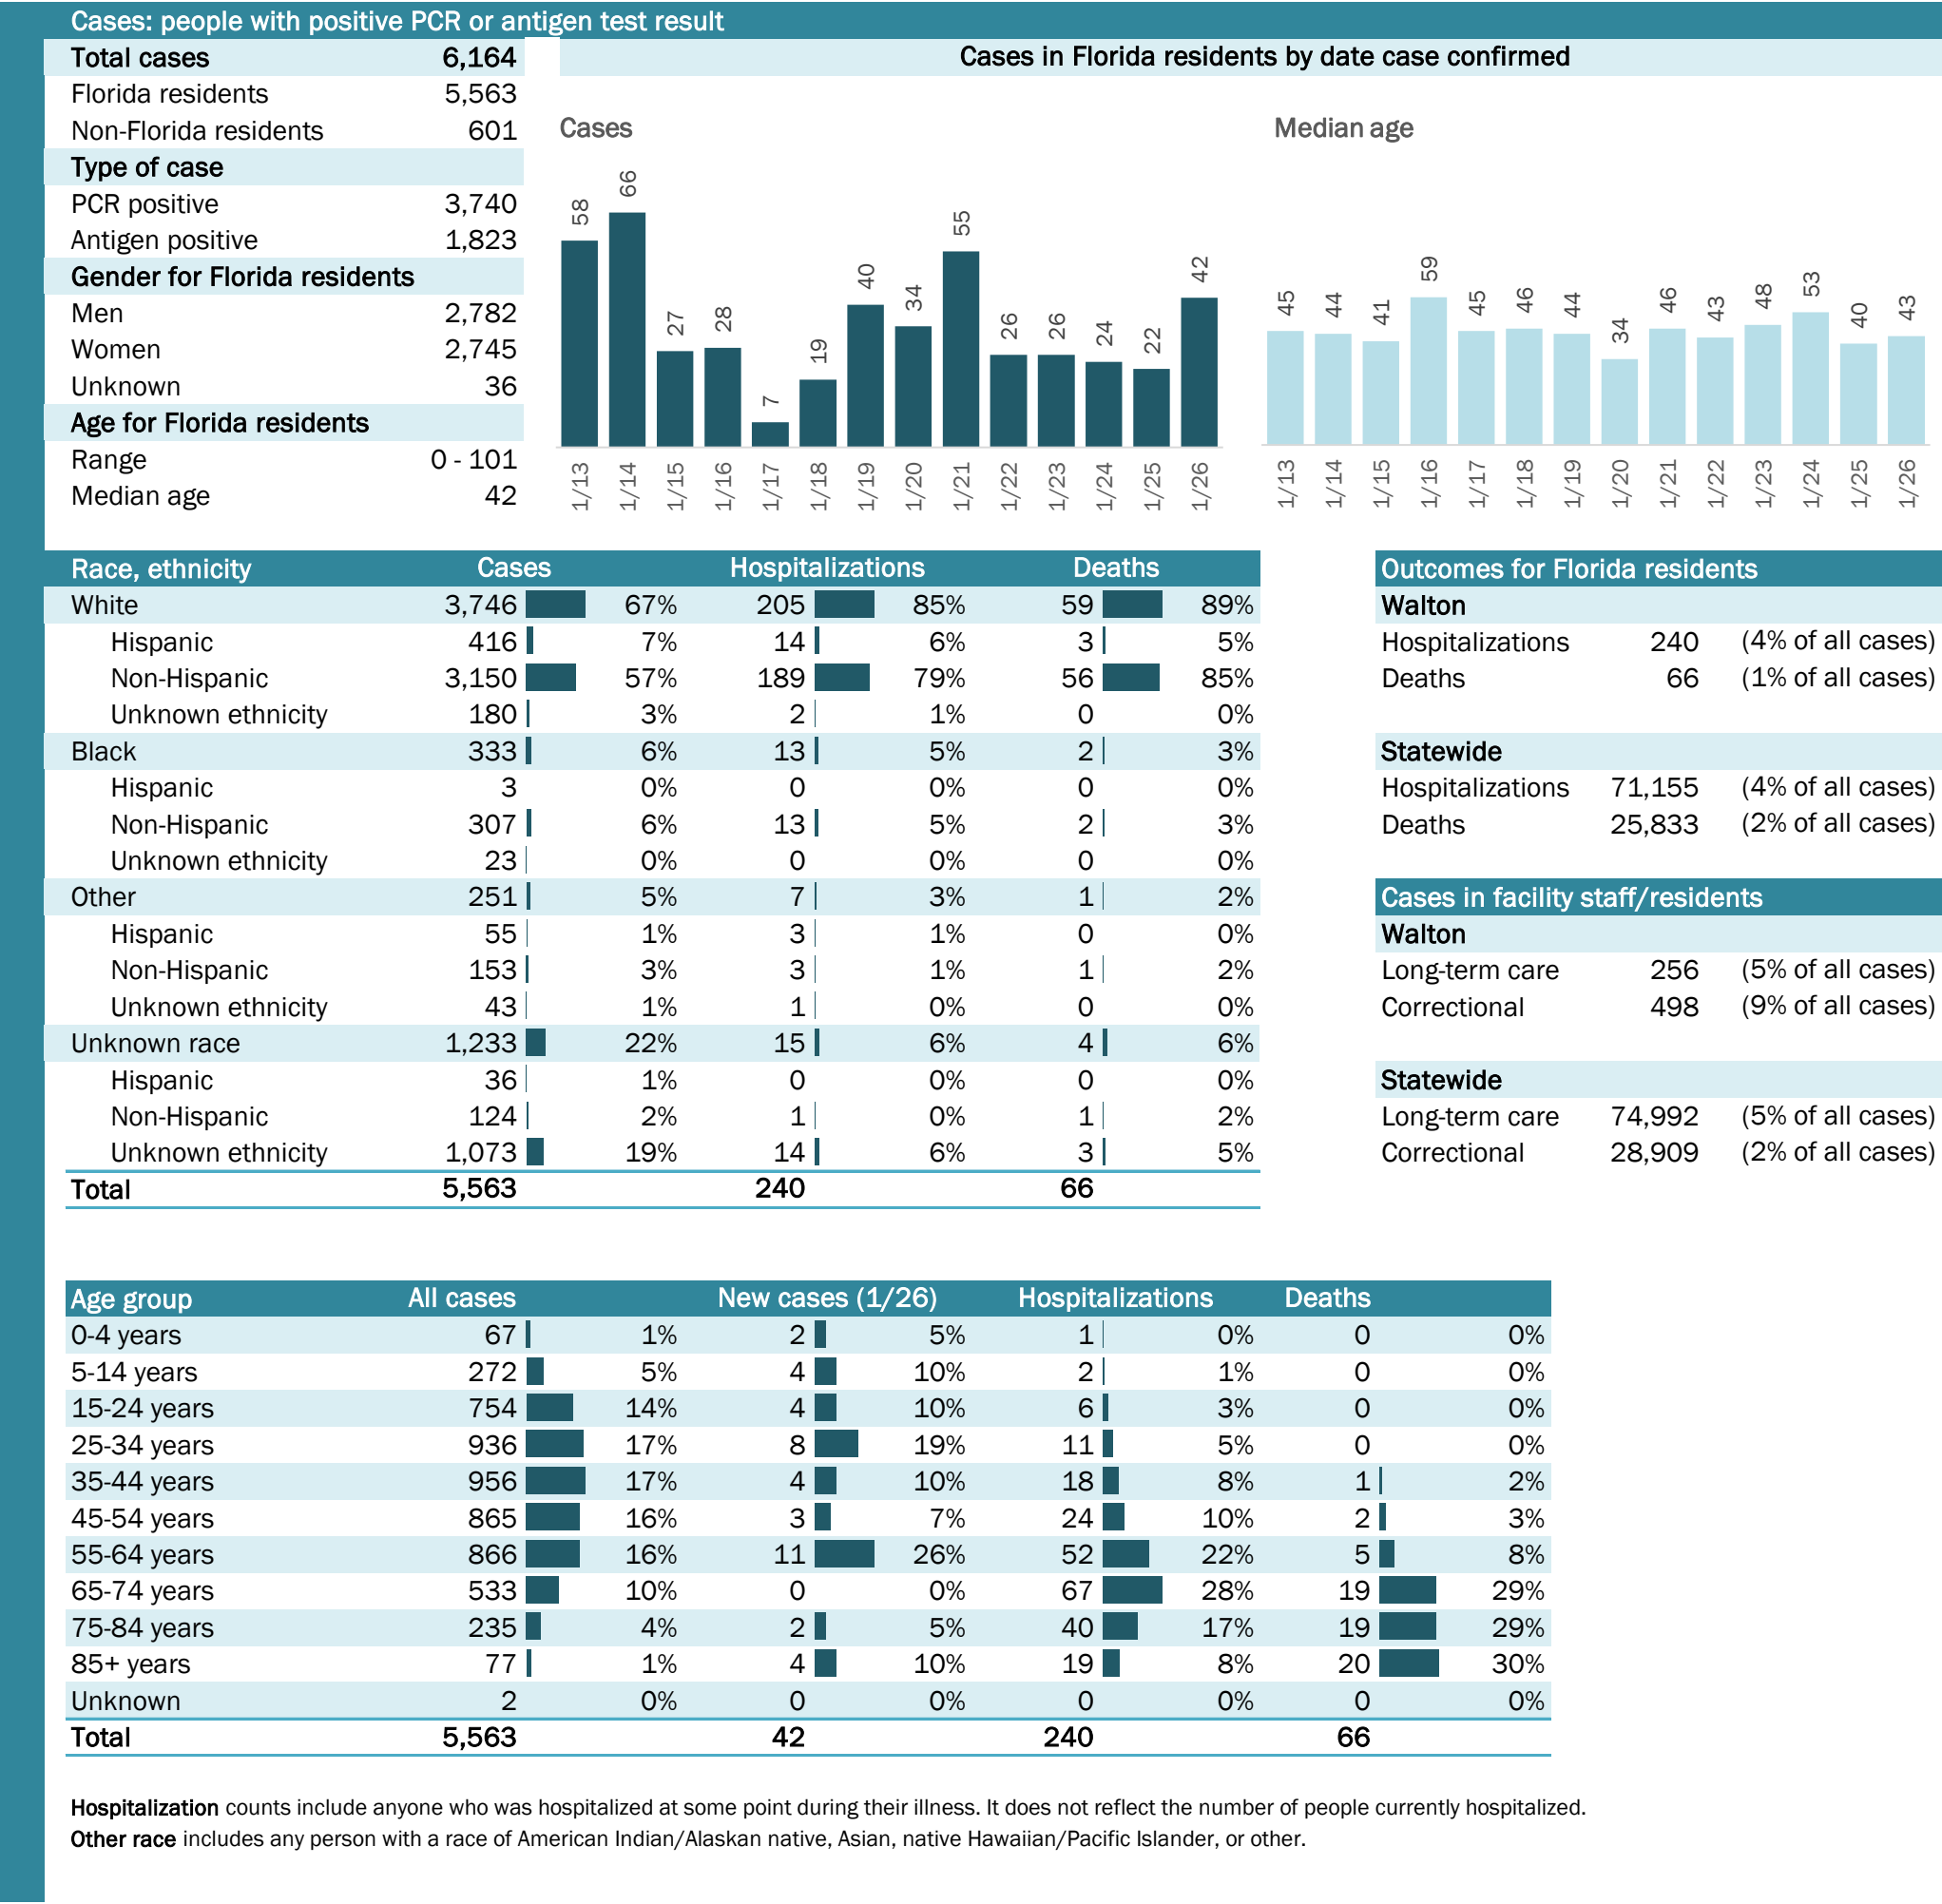 Cases: people with positive PCR or antigen test result
Total cases 6,164
Florida residents 5,563
Non-Florida residents 601
Type of case
PCR positive 3,740
Antigen positive 1,823
Gender for Florida residents
Men 2,782
Women 2,745
Unknown 36
Age for Florida residents
Range 0 - 101
Median age 42
Cases in Florida residents by date case confirmed
Cases
58 66 27 28 7 19 40 34 55 26 26 24 22 42
1/13 1/14 1/15 1/16 1/17 1/18 1/19 1/20 1/21 1/22 1/23 1/24 1/25 1/26
Median age
45 44 41 59 45 46 44 34 46 43 48 53 40 43
1/13 1/14 1/15 1/16 1/17 1/18 1/19 1/20 1/21 1/22 1/23 1/24 1/25 1/26
Race, ethnicity Cases Hospitalizations Deaths
White 3,746 67% 205 85% 59 89%
Hispanic 416 7% 14 6% 3 5%
Non-Hispanic 3,150 57% 189 79% 56 85%
Unknown ethnicity 180 3% 2 1% 0 0%
Black 333 6% 13 5% 2 3%
Hispanic 3 0% 0 0% 0 0%
Non-Hispanic 307 6% 13 5% 2 3%
Unknown ethnicity 23 0% 0 0% 0 0%
Other 251 5% 7 3% 1 2%
Hispanic 55 1% 3 1% 0 0%
Non-Hispanic 153 3% 3 1% 1 2%
Unknown ethnicity 43 1% 1 0% 0 0%
Unknown race 1,233 22% 15 6% 4 6%
Hispanic 36 1% 0 0% 0 0%
Non-Hispanic 124 2% 1 0% 1 2%
Unknown ethnicity 1,073 19% 14 6% 3 5%
Total 5,563 240 66
Outcomes for Florida residents
Walton
Hospitalizations 240 (4% of all cases)
Deaths 66 (1% of all cases)
Statewide
Hospitalizations 71,155 (4% of all cases)
Deaths 25,833 (2% of all cases)
Cases in facility staff/residents
Walton
Long-term care 256 (5% of all cases)
Correctional 498 (9% of all cases)
Statewide
Long-term care 74,992 (5% of all cases)
Correctional 28,909 (2% of all cases)
Age group All cases New cases (1/26) Hospitalizations Deaths
0-4 years 67 1% 2 5% 1 0% 0 0%
5-14 years 272 5% 4 10% 2 1% 0 0%
15-24 years 754 14% 4 10% 6 3% 0 0%
25-34 years 936 17% 8 19% 11 5% 0 0%
35-44 years 956 17% 4 10% 18 8% 1 2%
45-54 years 865 16% 3 7% 24 10% 2 3%
55-64 years 866 16% 11 26% 52 22% 5 8%
65-74 years 533 10% 0 0% 67 28% 19 29%
75-84 years 235 4% 2 5% 40 17% 19 29%
85+ years 77 1% 4 10% 19 8% 20 30%
Unknown 2 0% 0 0% 0 0% 0 0%
Total 5,563 42 240 66
Hospitalization counts include anyone who was hospitalized at some point during their illness. It does not reflect the number of people currently hospitalized.
Other race includes any person with a race of American Indian/Alaskan native, Asian, native Hawaiian/Pacific Islander, or other.